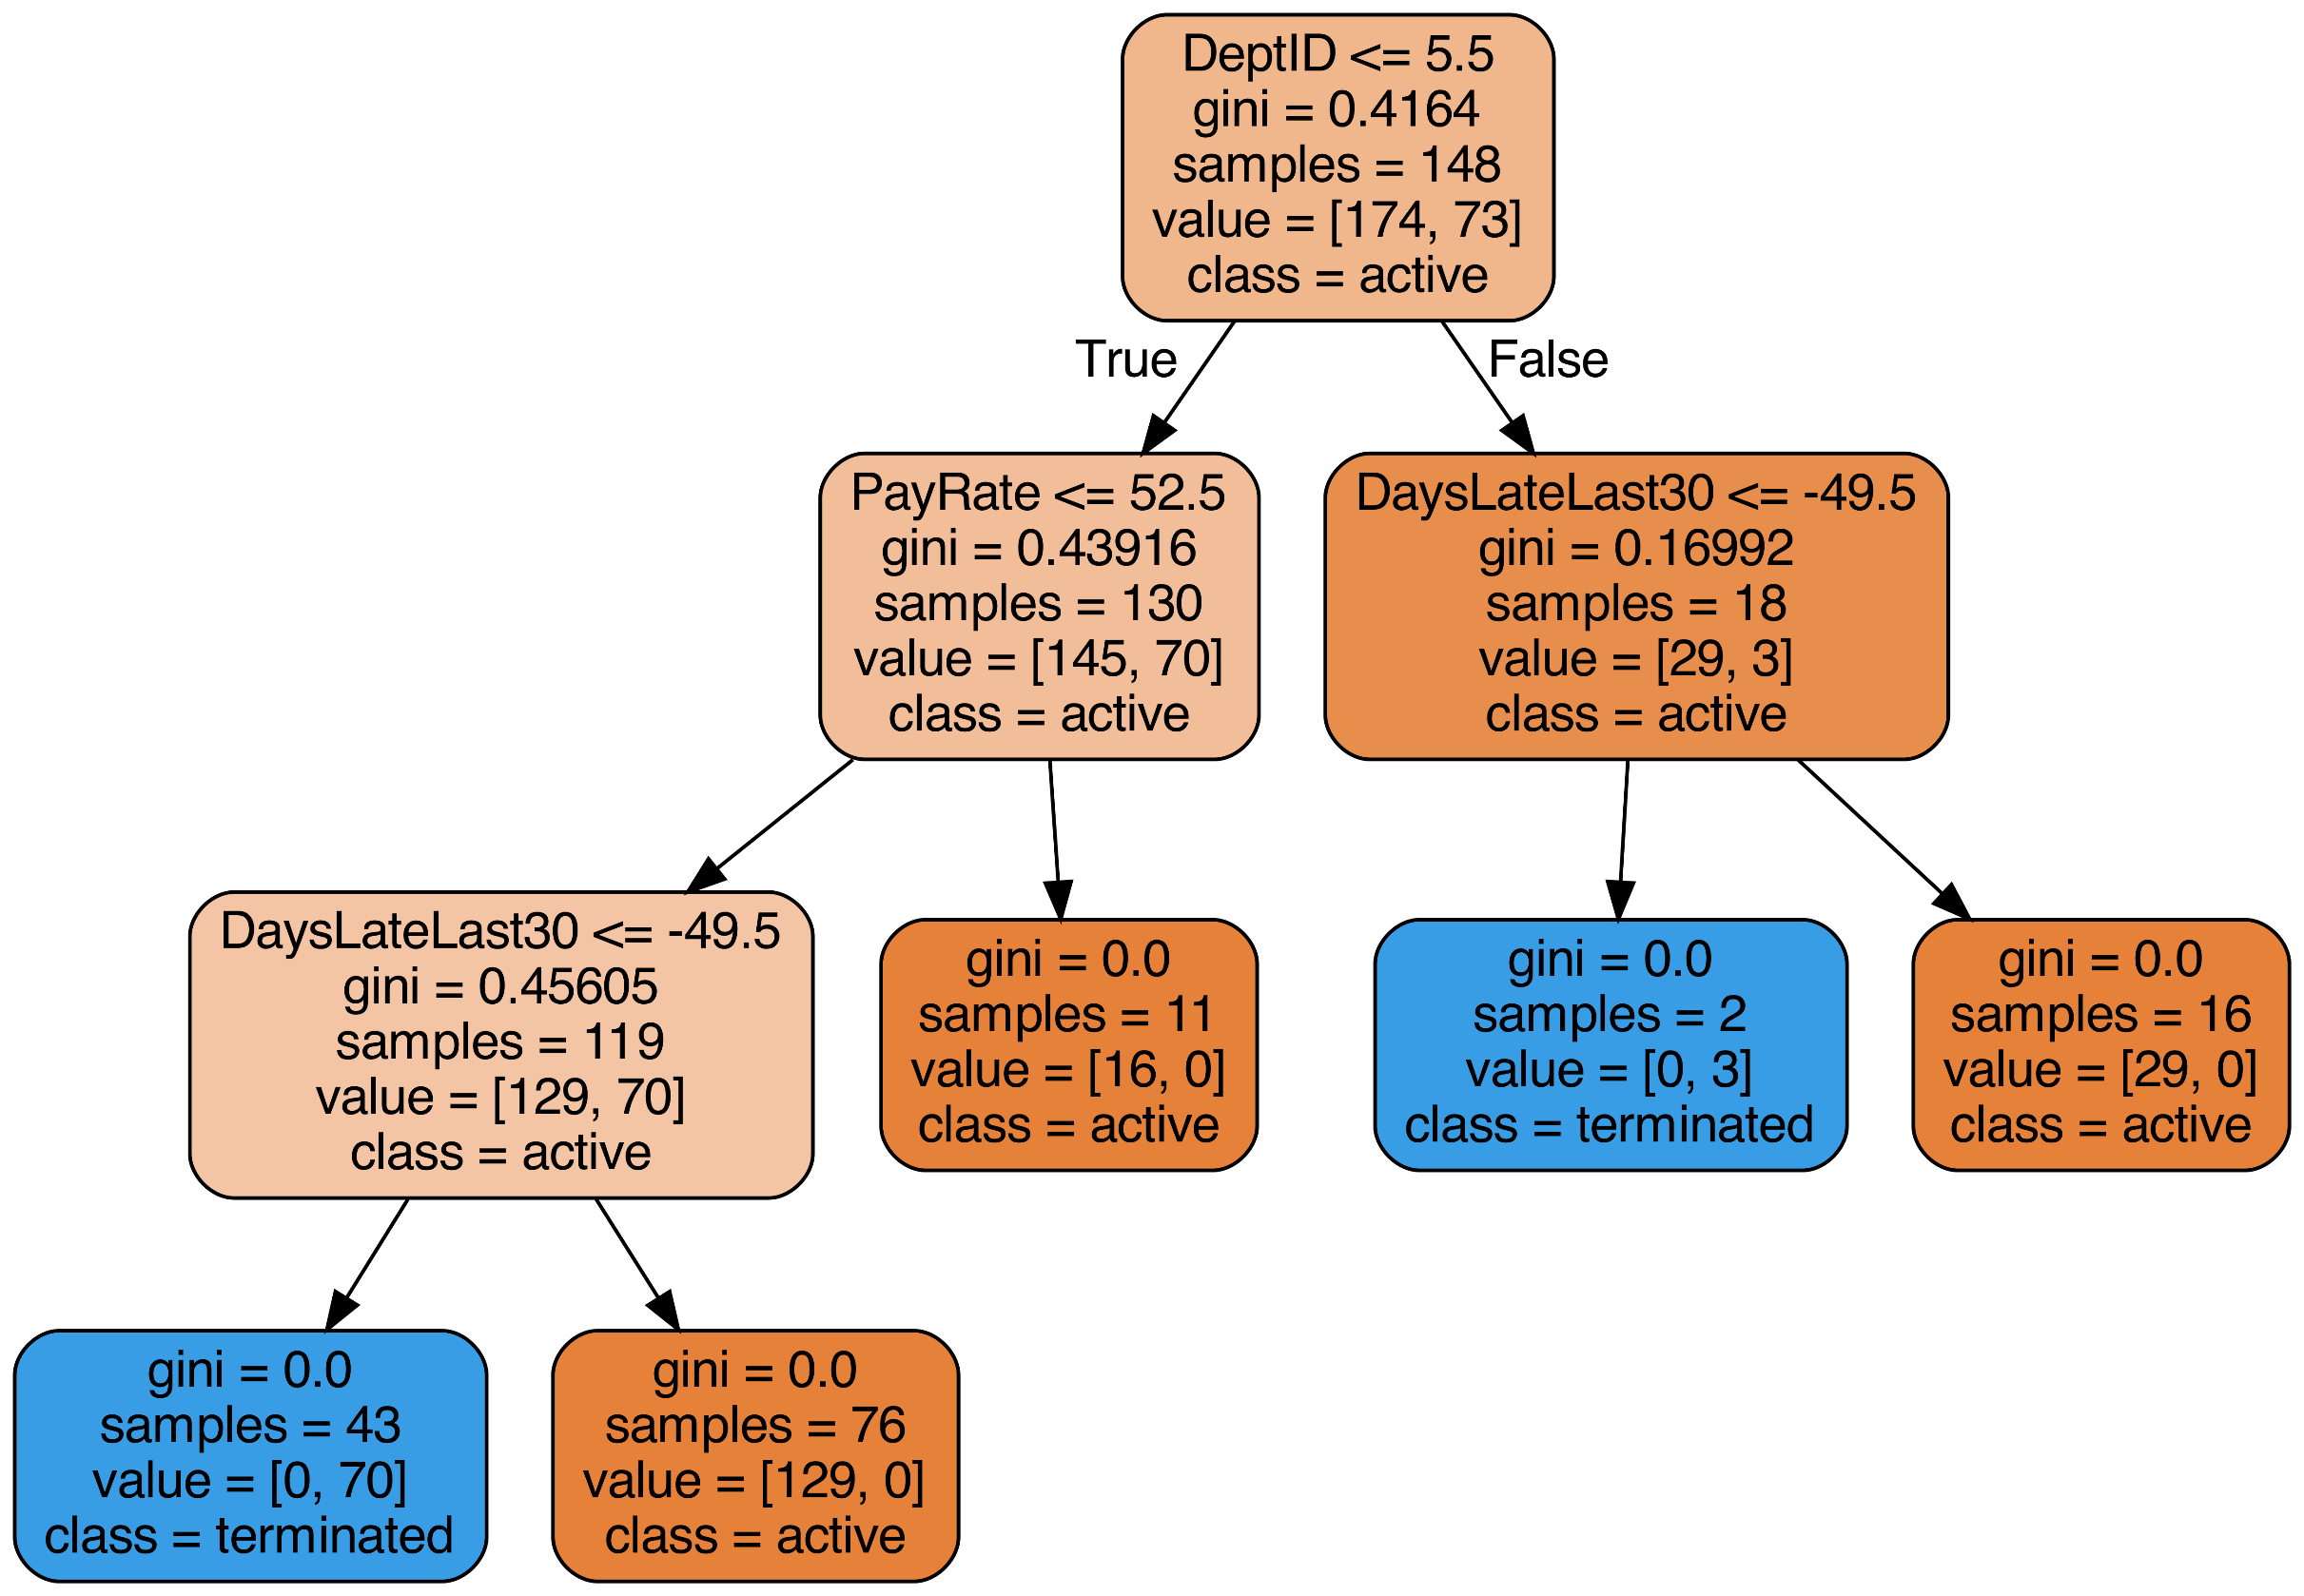 DeptID <= 5.5
gini = 0.4164
samples = 148
value = [174, 73]
class = active
True
False
PayRate <= 52.5
gini = 0.43916
samples = 130
value = [145, 70]
class = active
DaysLateLast30 <= -49.5
gini = 0.16992
samples = 18
value = [29, 3]
class = active
DaysLateLast30 <= -49.5
gini = 0.45605
samples = 119
value = [129, 70]
class = active
gini = 0.0
samples = 11
value = [16, 0]
class = active
gini = 0.0
samples = 2
value = [0, 3]
class = terminated
gini = 0.0
samples = 16
value = [29, 0]
class = active
gini = 0.0
samples = 43
value = [0, 70]
class = terminated
gini = 0.0
samples = 76
value = [129, 0]
class = active